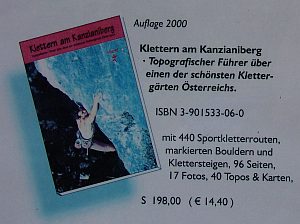 Auflage 2000
Klettern am Kanzianiberg
Klettern am Kanzianiberg
· Topografischer Führer über
einen der schönsten Kletter-
gärten Österreichs.
ISBN 3-901533-06-0
mit 440 Sportkletterrouten,
markierten Bouldern und
Klettersteigen, 96 Seiten,
17 Fotos, 40 Topos & Karten,
S 198,00 (€ 14,40)